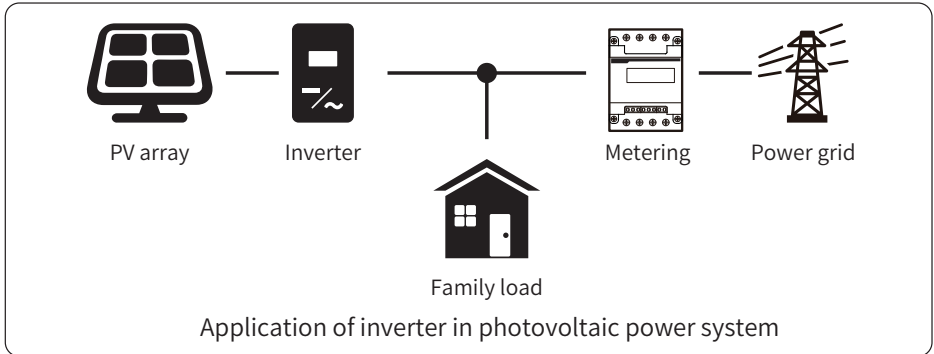 PV array
Inverter
Metering
Power grid
Family load
Application of inverter in photovoltaic power system